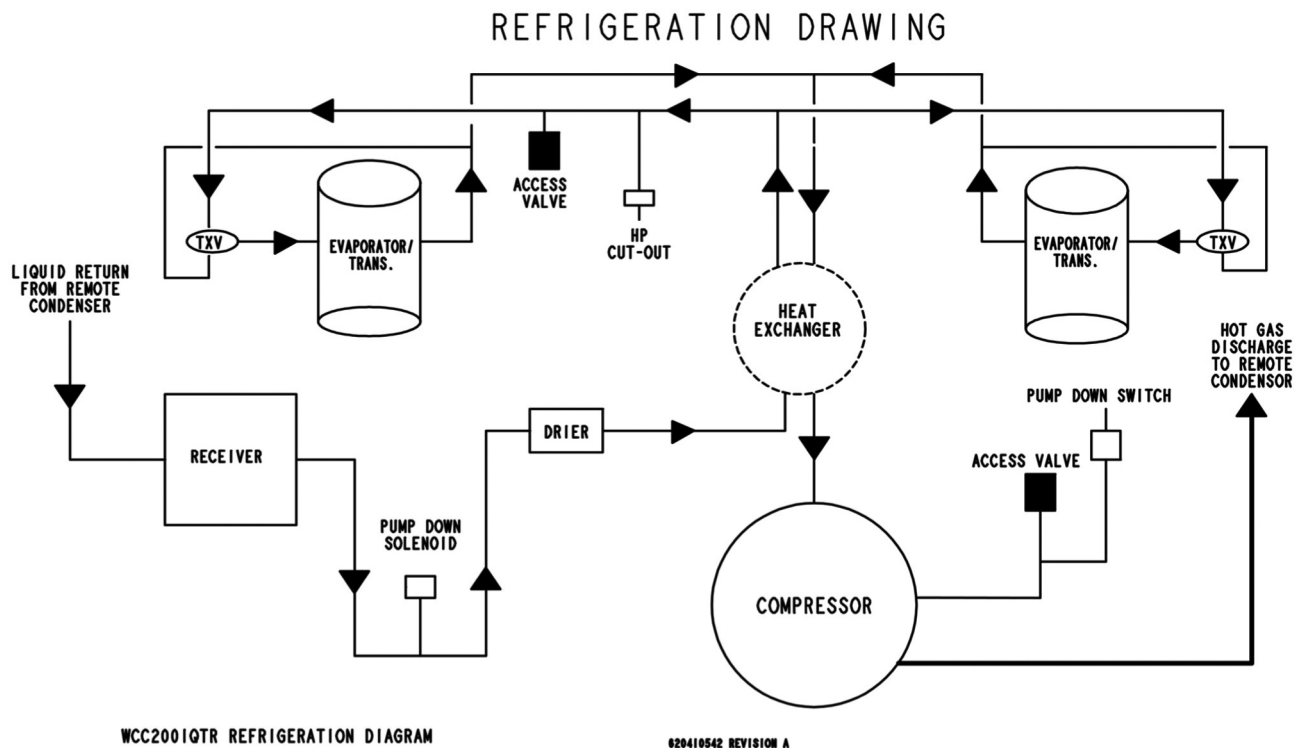 REFRIGERATION DRAWING
ACCESS
VALVE
HP
CUT-OUT
TXV
EVAPORATOR/
TRANS.
EVAPORATOR/
TRANS.
TXV
LIQUID RETURN
FROM REMOTE
CONDENSER
HEAT
EXCHANGER
HOT GAS
DISCHARGE
TO REMOTE
CONDENSOR
PUMP DOWN SWITCH
RECEIVER
DRIER
ACCESS VALVE
PUMP DOWN
SOLENOID
COMPRESSOR
WCC2001QTR REFRIGERATION DIAGRAM
620410542 REVISION A